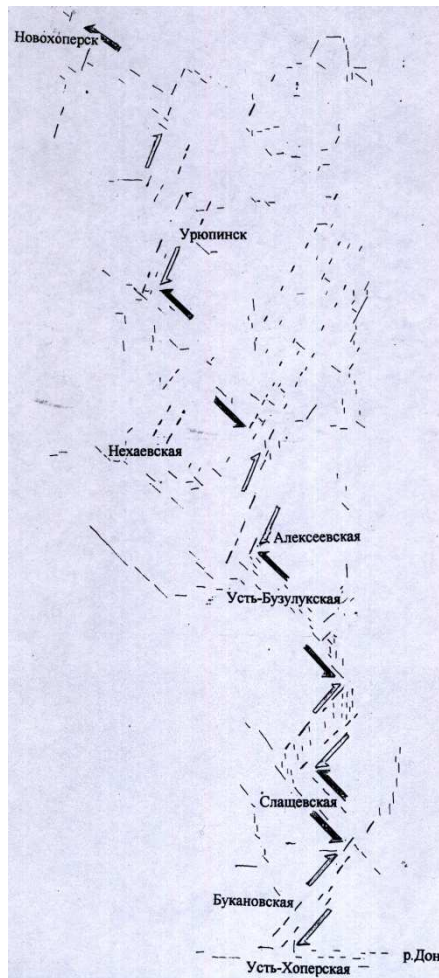 Новохоперск
Урюпинск
Нехаевская
Алексеевская
Усть-Бузулукская
Слащевская
Букановская
р.Дон
Усть-Хоперская